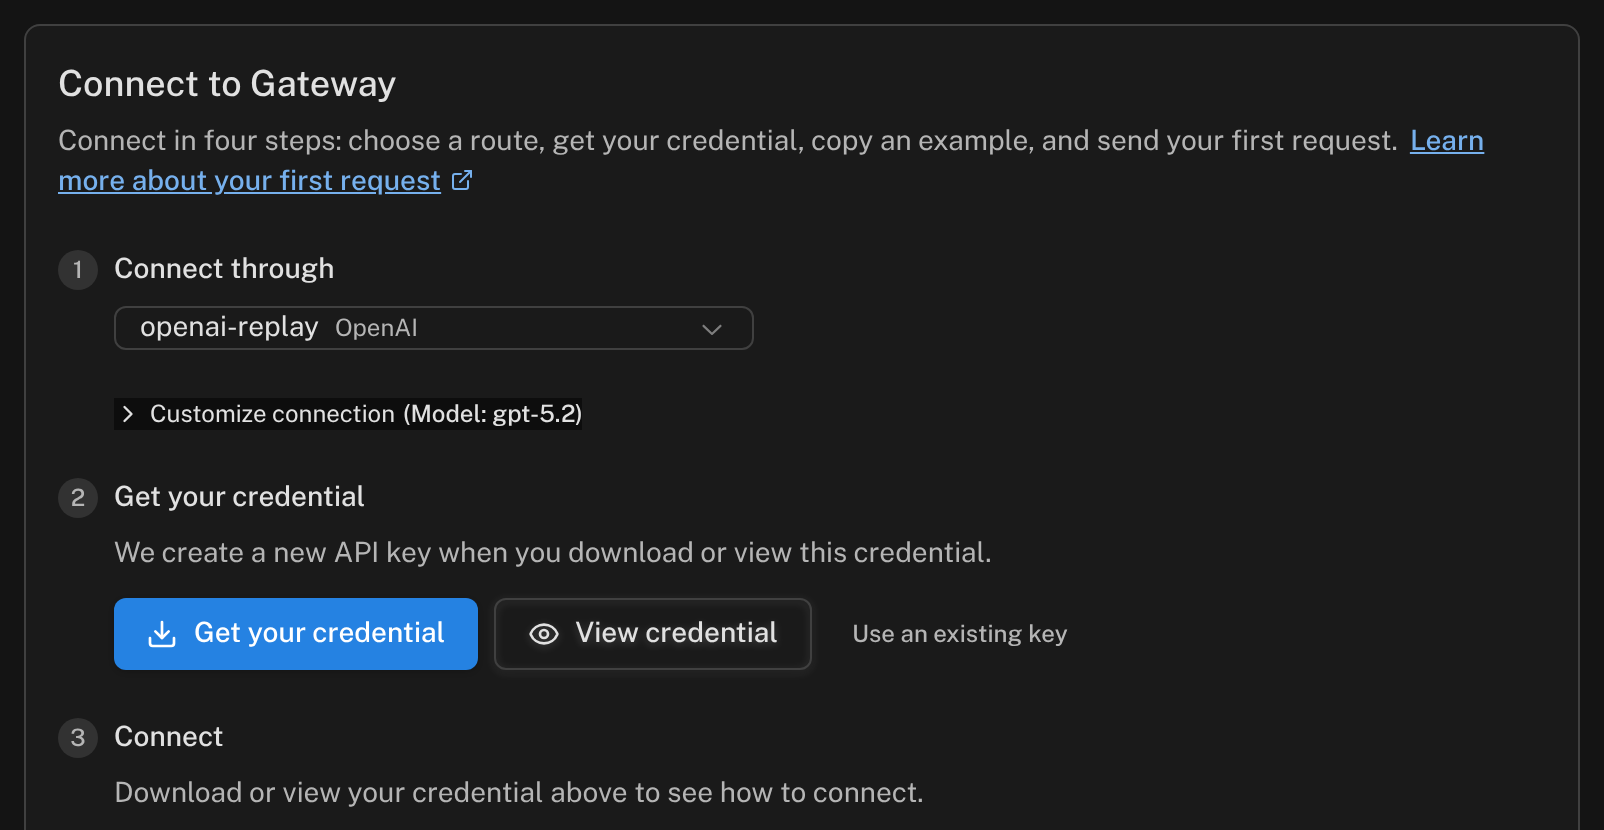 Connect to Gateway
Connect in four steps: choose a route, get your credential, copy an example, and send your first request. Learn
more about your first request
1 Connect through
openai-replay OpenAI
Customize connection (Model: gpt-5.2)
2 Get your credential
We create a new API key when you download or view this credential.
Get your credential View credential Use an existing key
3 Connect
Download or view your credential above to see how to connect.